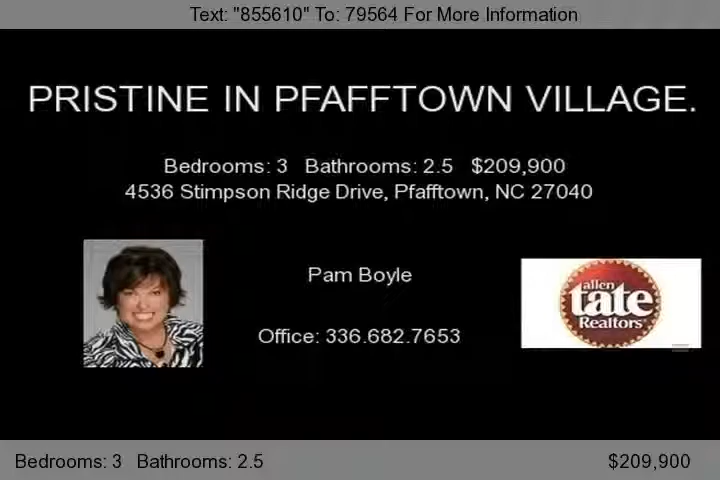 Text: "855610" To: 79564 For More Information
PRISTINE IN PFAFFTOWN VILLAGE.
Bedrooms: 3 Bathrooms: 2.5 $209,900
4536 Stimpson Ridge Drive, Pfafftown, NC 27040
Pam Boyle
Office: 336.682.7653
allen
tate
Realtors®
Bedrooms: 3 Bathrooms: 2.5 $209,900